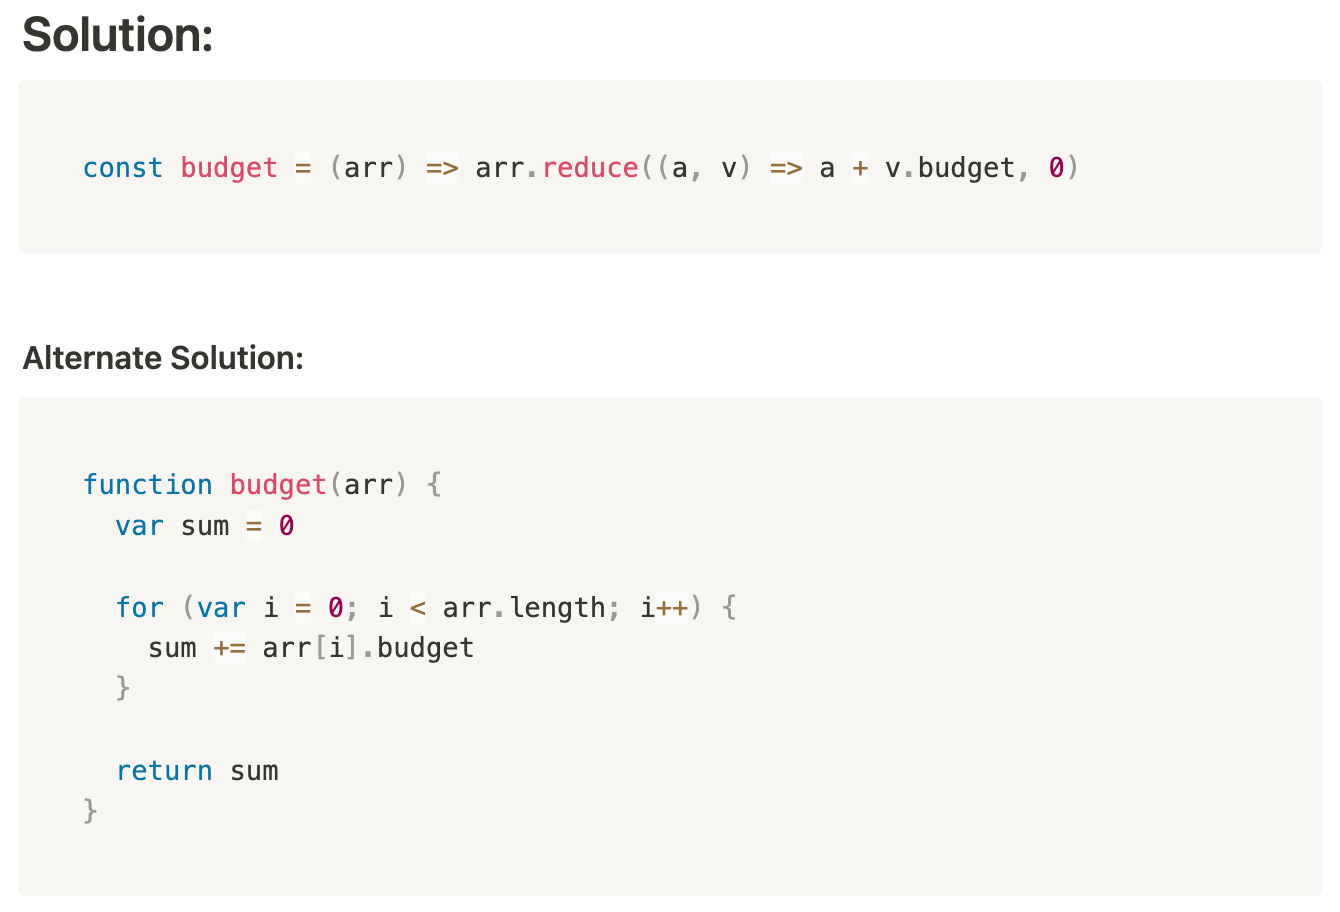 Solution:
const budget = (arr) => arr.reduce((a, v) => a + v.budget, 0)
Alternate Solution:
function budget(arr) {
  var sum = 0
  for (var i = 0; i < arr.length; i++) {
    sum += arr[i].budget
  }
  return sum
}